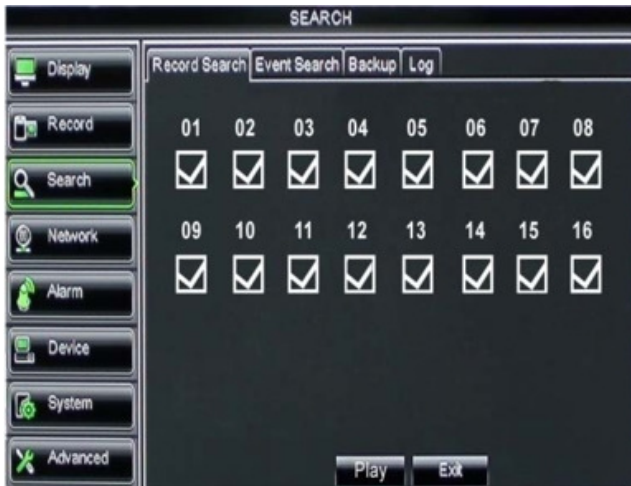 SEARCH
Display
Record
Search
Network
Alarm
Device
System
Advanced
Record Search Event Search Backup Log
01 02 03 04 05 06 07 08
09 10 11 12 13 14 15 16
Play Exit